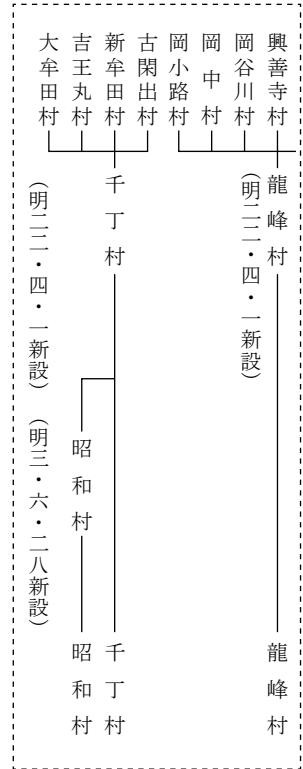 興善寺村
岡谷川村
岡中村
岡小路村
古閑出村
新牟田村
吉王丸村
大牟田村
龍峰村
（明二二・四・一新設）
千丁村
（明二二・四・一新設）
昭和村
（明三・六・二八新設）
龍峰村
千丁村
昭和村